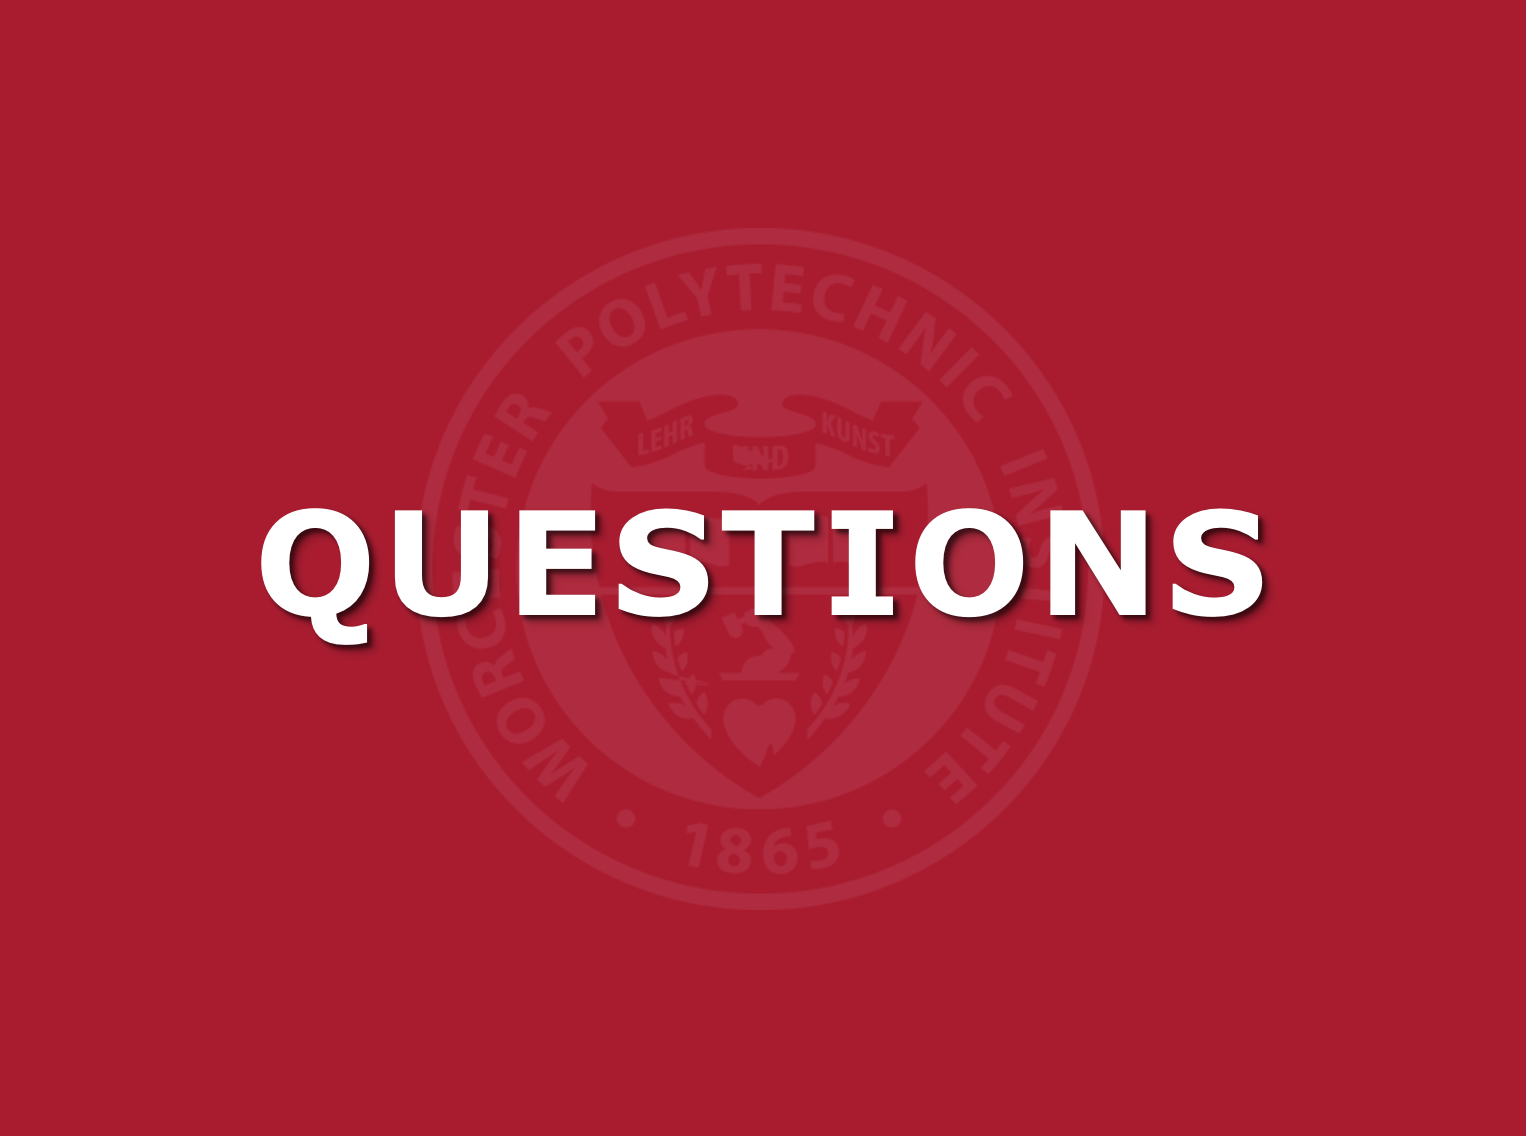 WORCESTER POLYTECHNIC INSTITUTE
LEHR UND KUNST
QUESTIONS
• 1865 •